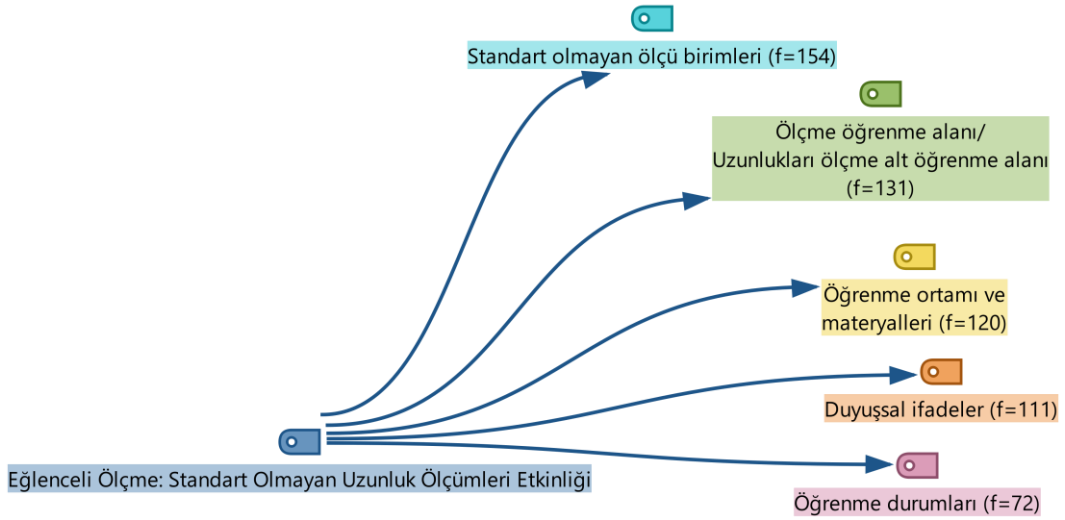 Standart olmayan ölçü birimleri (f=154)
Ölçme öğrenme alanı/
Uzunlukları ölçme alt öğrenme alanı
(f=131)
Öğrenme ortamı ve
materyalleri (f=120)
Duyuşsal ifadeler (f=111)
Eğlenceli Ölçme: Standart Olmayan Uzunluk Ölçümleri Etkinliği
Öğrenme durumları (f=72)